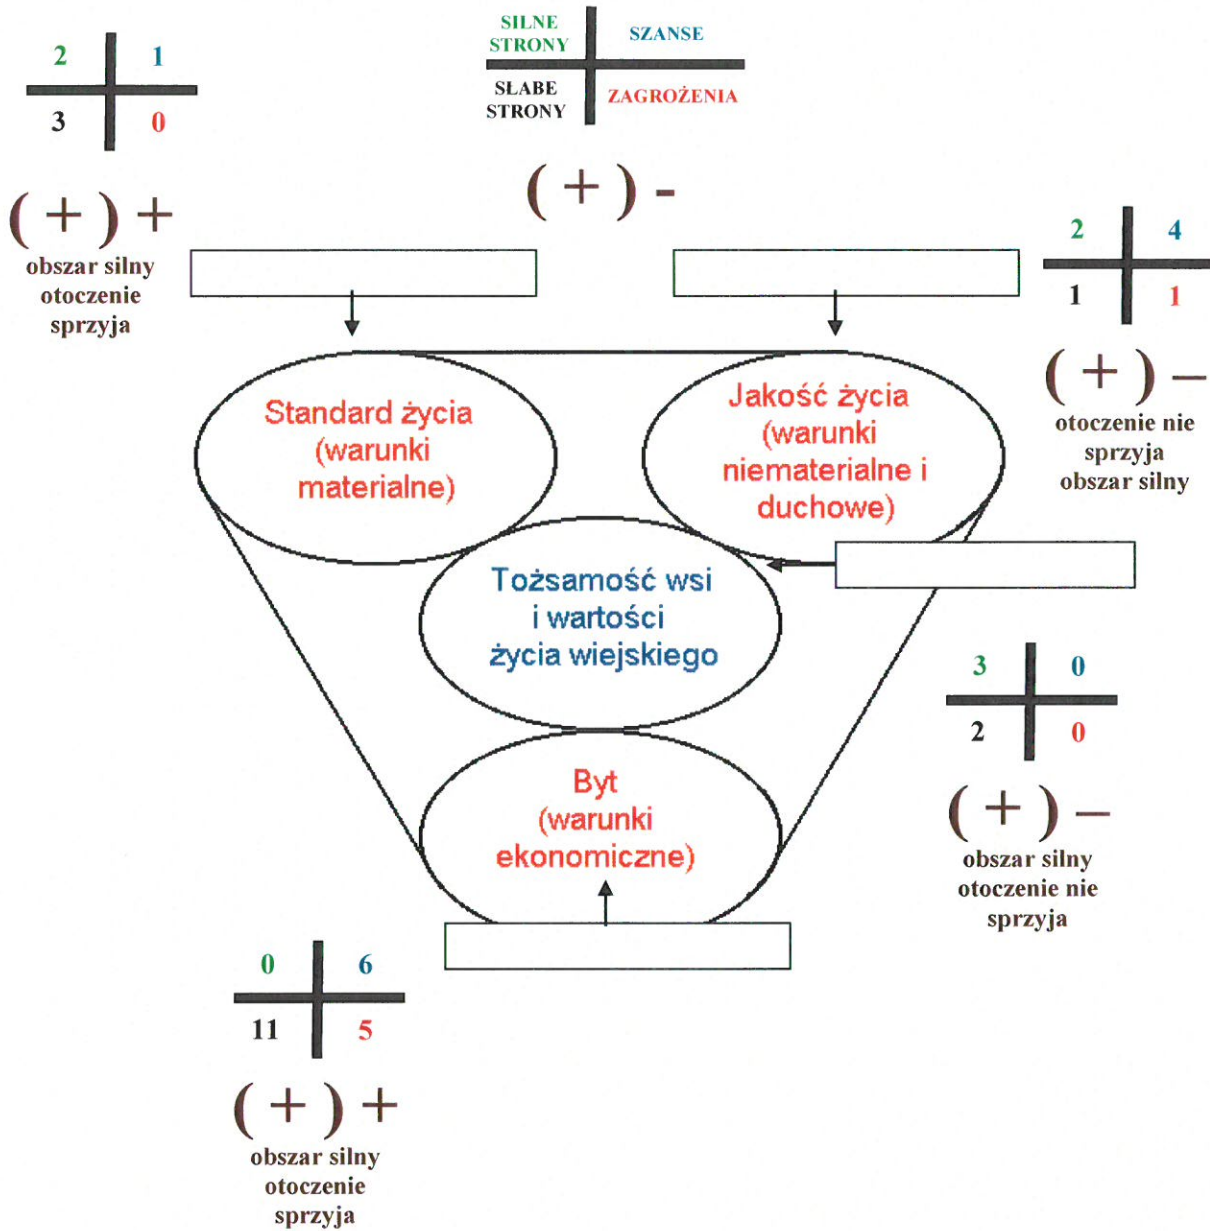 SILNE
STRONY
SZANSE
SŁABE
STRONY
ZAGROŻENIA
( + ) -
2
1
3
0
( + ) +
obszar silny
otoczenie
sprzyja
2
4
1
1
( + ) –
otoczenie nie
sprzyja
obszar silny
Standard życia
(warunki
materialne)
Jakość życia
(warunki
niematerialne i
duchowe)
Tożsamość wsi
i wartości
życia wiejskiego
3
0
2
0
( + ) –
obszar silny
otoczenie nie
sprzyja
Byt
(warunki
ekonomiczne)
0
6
11
5
( + ) +
obszar silny
otoczenie
sprzyja